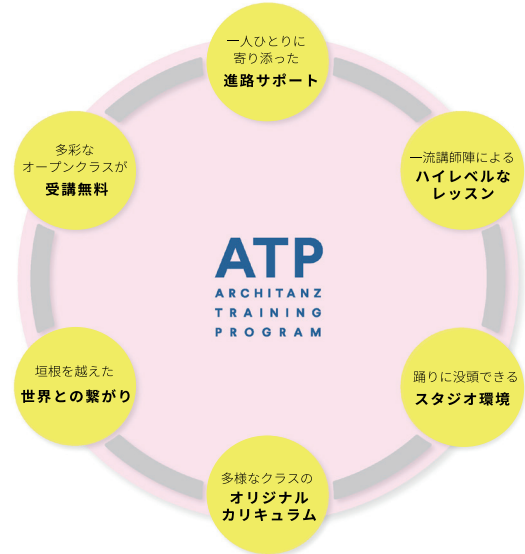 一人ひとりに
寄り添った
進路サポート
一流講師陣による
ハイレベルな
レッスン
踊りに没頭できる
スタジオ環境
多様なクラスの
オリジナル
カリキュラム
垣根を越えた
世界との繋がり
多彩な
オープンクラスが
受講無料
ATP
ARCHITANZ
TRAINING
PROGRAM